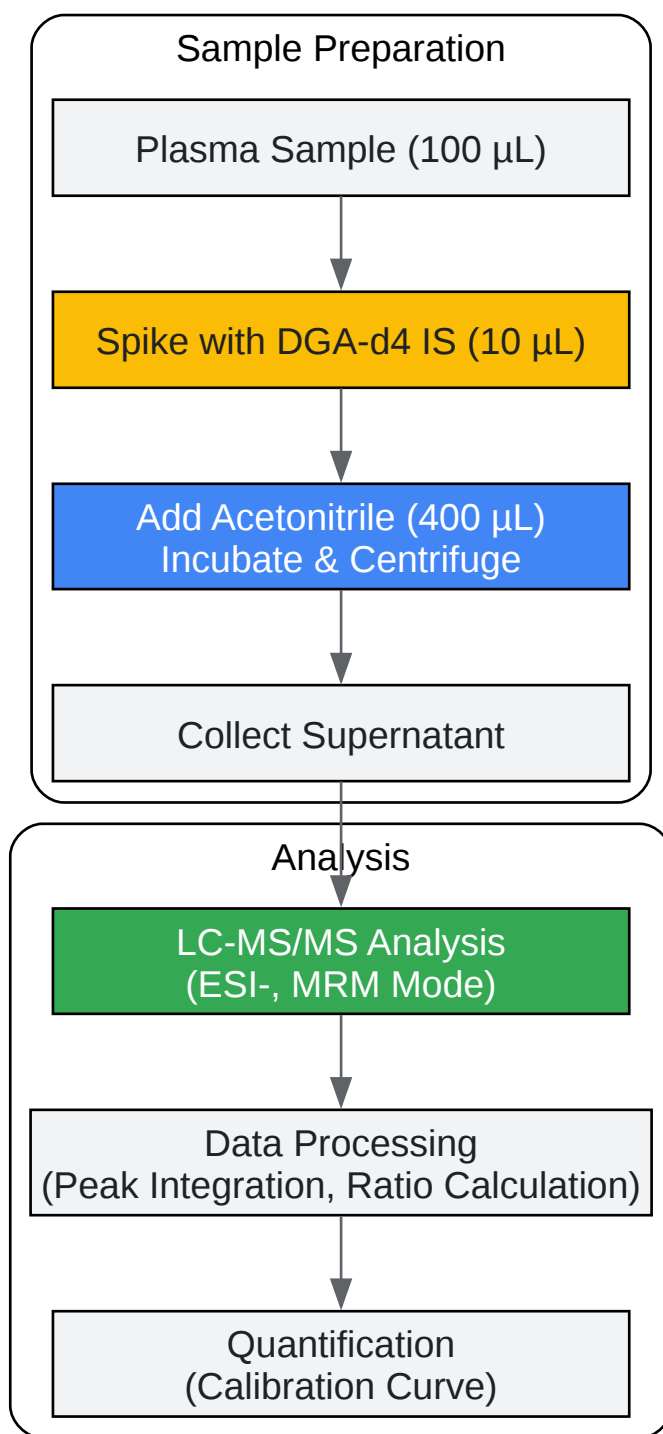 Sample Preparation
Plasma Sample (100 µL)
Spike with DGA-d4 IS (10 µL)
Add Acetonitrile (400 µL)
Incubate & Centrifuge
Collect Supernatant
Analysis
LC-MS/MS Analysis
(ESI-, MRM Mode)
Data Processing
(Peak Integration, Ratio Calculation)
Quantification
(Calibration Curve)